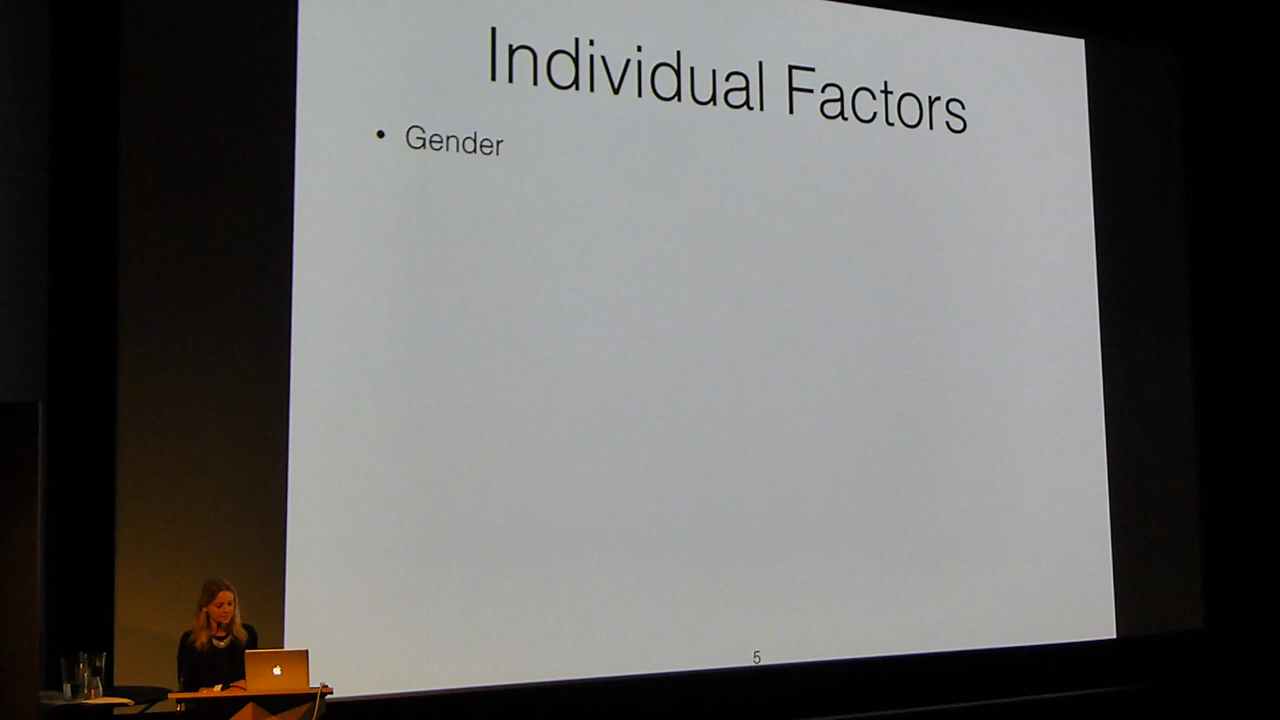 Individual Factors
• Gender
5